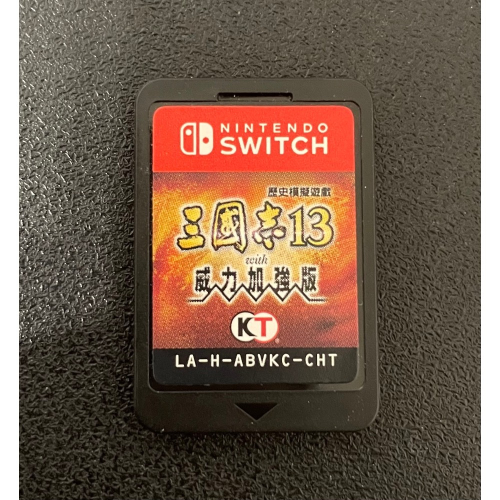 NINTENDO
SWITCH
歷史模擬遊戲
三國志13
with
威力加強版
KT
LA-H-ABVKC-CHT